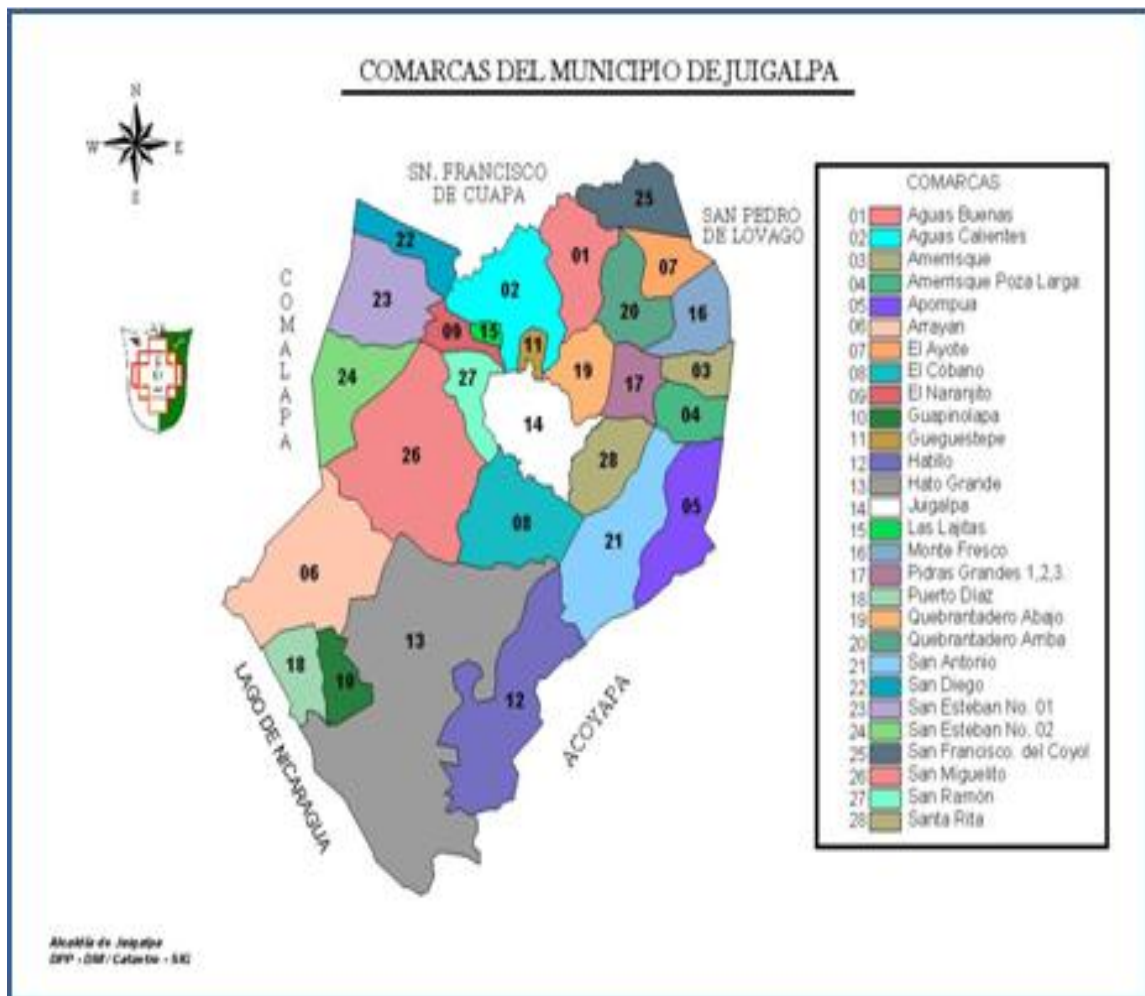 COMARCAS DEL MUNICIPIO DE JUIGALPA
N
W E
S
SN. FRANCISCO
DE CUAPA
SAN PEDRO
DE LOVAGO
COMALAPA
LAGO DE NICARAGUA
ACOYAPA
25
22
01
07
02
23
20
16
09
15
11
19
27
17
03
24
04
14
26
28
05
08
21
06
13
18
10
12
COMARCAS
01 Aguas Buenas
02 Aguas Calientes
03 Amerrisque
04 Amerrisque Poza Larga
05 Apompua
06 Arrayan
07 El Ayote
08 El Cóbano
09 El Naranjito
10 Guapinolapa
11 Gueguestepe
12 Hatillo
13 Hato Grande
14 Juigalpa
15 Las Lajitas
16 Monte Fresco
17 Pidras Grandes 1,2,3.
18 Puerto Díaz
19 Quebrantadero Abajo
20 Quebrantadero Arriba
21 San Antonio
22 San Diego
23 San Esteban No. 01
24 San Esteban No. 02
25 San Francisco. del Coyol
26 San Miguelito
27 San Ramón
28 Santa Rita
Alcaldía de Juigalpa
DPP - DM / Catastro - SIG